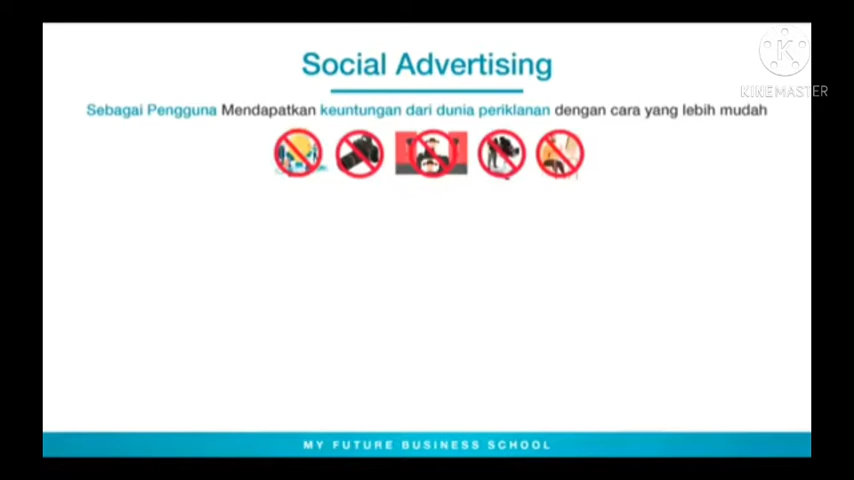 Social Advertising
KINEMASTER
Sebagai Pengguna Mendapatkan keuntungan dari dunia periklanan dengan cara yang lebih mudah
MY FUTURE BUSINESS SCHOOL